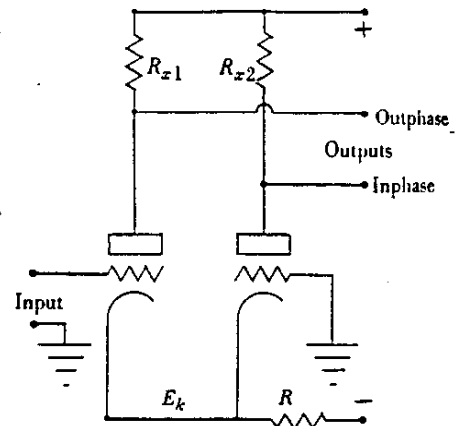 +
R_{x1} R_{x2}
Outphase
Outputs
Inphase
Input
E_k R −